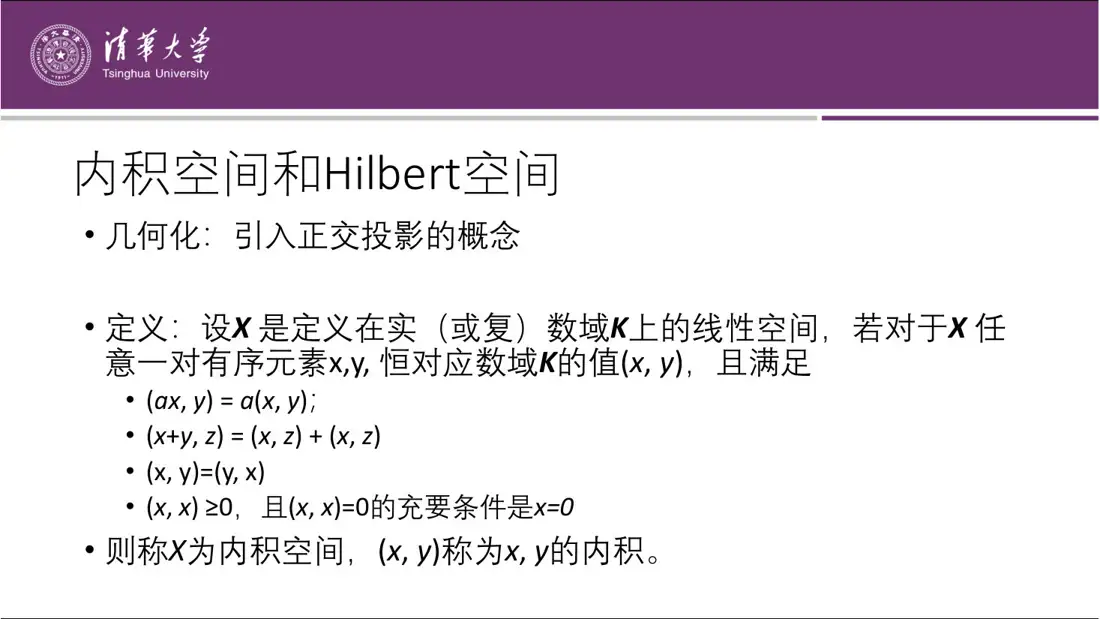 清华大学
Tsinghua University
内积空间和Hilbert空间
• 几何化：引入正交投影的概念
• 定义：设X 是定义在实（或复）数域K上的线性空间，若对于X 任
意一对有序元素x,y, 恒对应数域K的值(x, y)，且满足
• (ax, y) = a(x, y);
• (x+y, z) = (x, z) + (x, z)
• (x, y)=(y, x)
• (x, x) ≥0，且(x, x)=0的充要条件是x=0
• 则称X为内积空间，(x, y)称为x, y的内积。